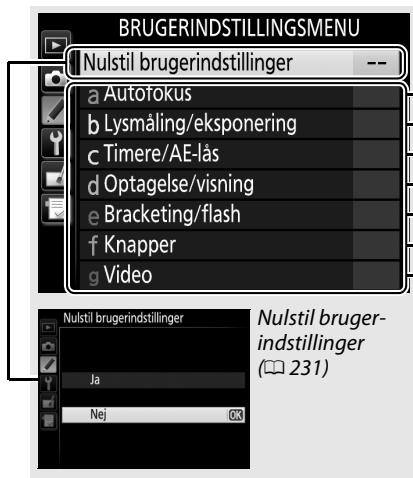 BRUGERINDSTILLINGSMENU
Nulstil brugerindstillinger --
a Autofokus
b Lysmåling/eksponering
c Timere/AE-lås
d Optagelse/visning
e Bracketing/flash
f Knapper
g Video
Nulstil brugerindstillinger
Ja
Nej OK
Nulstil bruger-
indstillinger
(0 231)